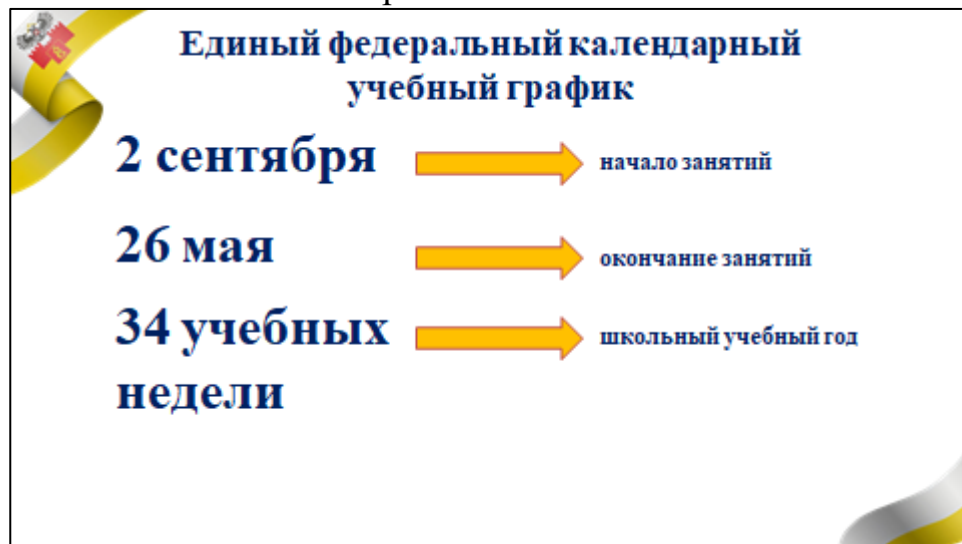 Единый федеральный календарный
учебный график
2 сентября
начало занятий
26 мая
окончание занятий
34 учебных
недели
школьный учебный год